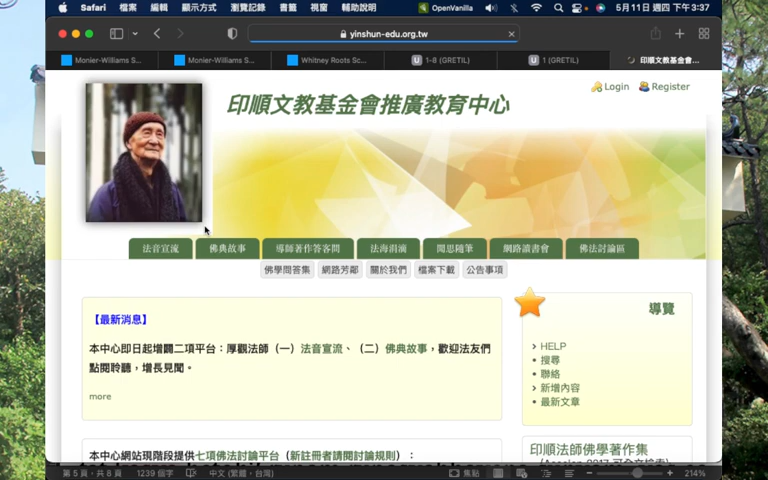 Safari 檔案 編輯 顯示方式 瀏覽記錄 書籤 視窗 輔助說明 OpenVanilla 5月11日 週四 下午3:37
yinshun-edu.org.tw
Monier-Williams S... Monier-Williams S... Whitney Roots Sc... 1-8 (GRETIL) 1 (GRETIL) 印順文教基金會...
Login Register
印順文教基金會推廣教育中心
法音宣流 佛典故事 導師著作答客問 法海涓滴 聞思隨筆 網路讀書會 佛法討論區
佛學問答集 網路芳鄰 關於我們 檔案下載 公告事項
【最新消息】
本中心即日起增闢二項平台：厚觀法師（一）法音宣流、（二）佛典故事，歡迎法友們
點閱聆聽，增長見聞。
more
導覽
HELP
搜尋
聯絡
新增內容
最新文章
本中心網站現階段提供七項佛法討論平台（新註冊者請閱討論規則）：
印順法師佛學著作集
第5頁，共8頁 1239 個字 中文 (繁體，台灣) 集點 214%